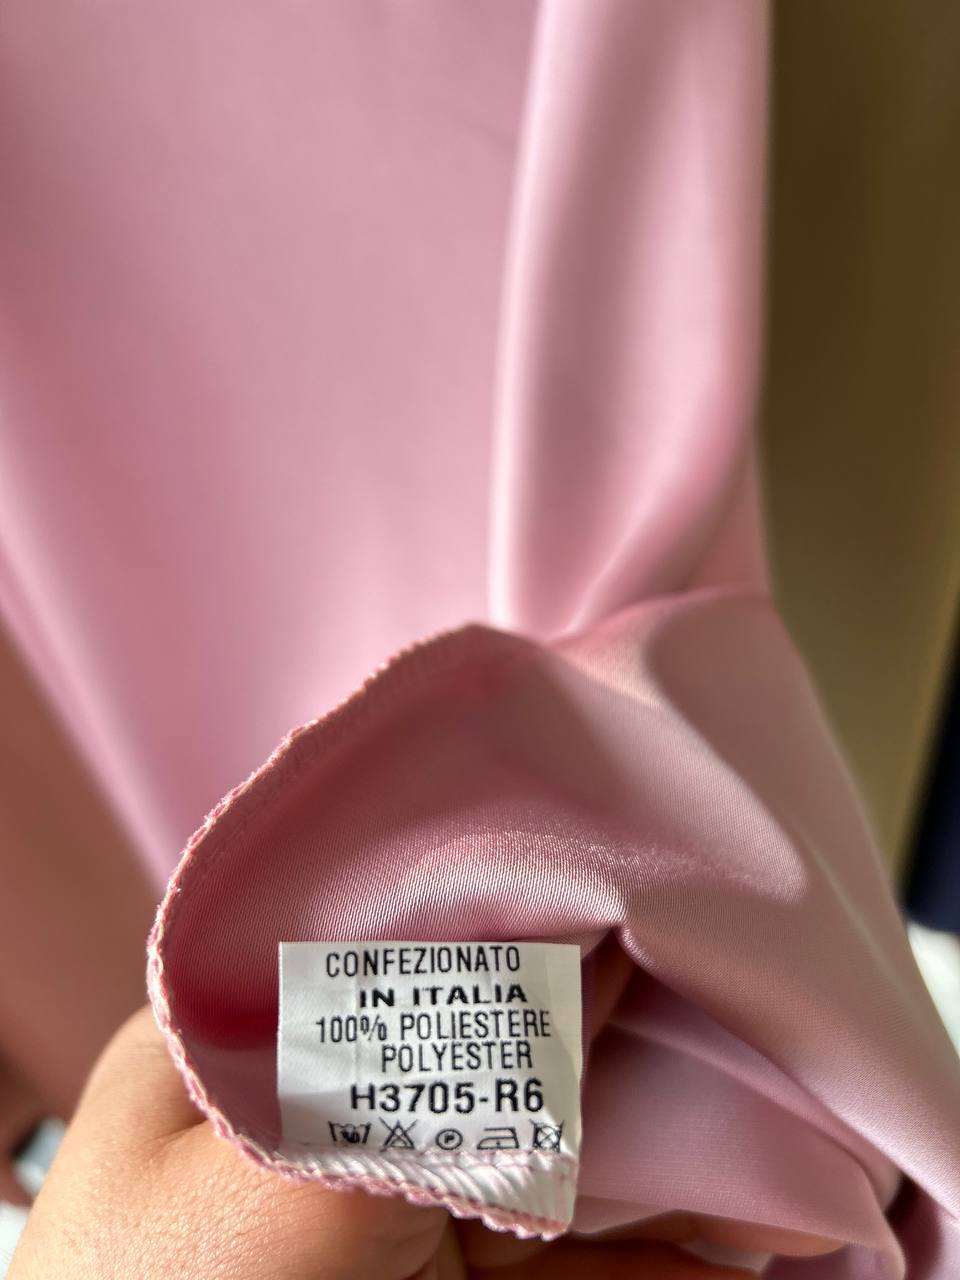 CONFEZIONATO
IN ITALIA
100% POLIESTERE
POLYESTER
H3705-R6
P